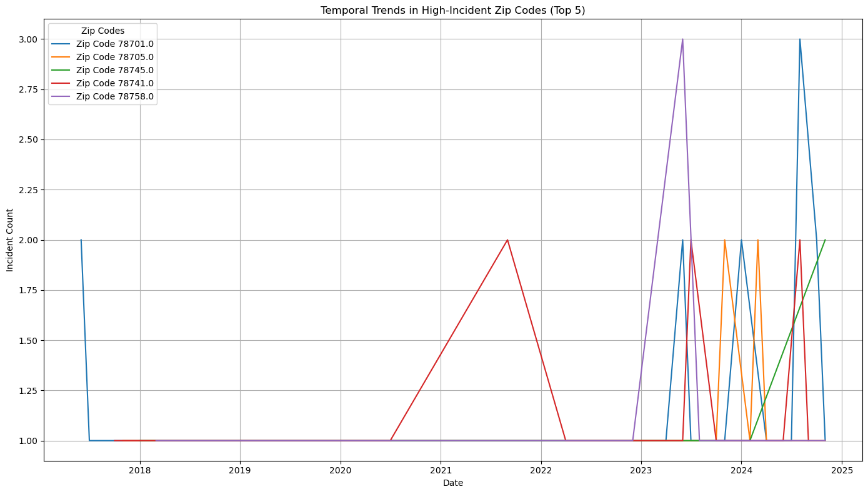 Temporal Trends in High-Incident Zip Codes (Top 5)
Zip Codes
Zip Code 78701.0
Zip Code 78705.0
Zip Code 78745.0
Zip Code 78741.0
Zip Code 78758.0
Incident Count
3.00
2.75
2.50
2.25
2.00
1.75
1.50
1.25
1.00
2018 2019 2020 2021 2022 2023 2024 2025
Date